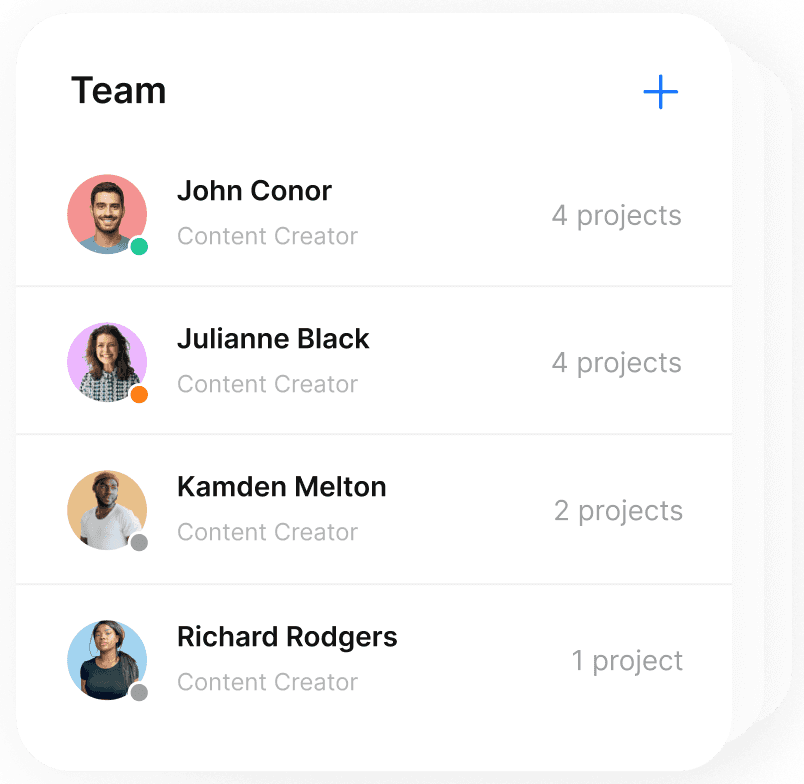 Team
John Conor
Content Creator
4 projects
Julianne Black
Content Creator
4 projects
Kamden Melton
Content Creator
2 projects
Richard Rodgers
Content Creator
1 project